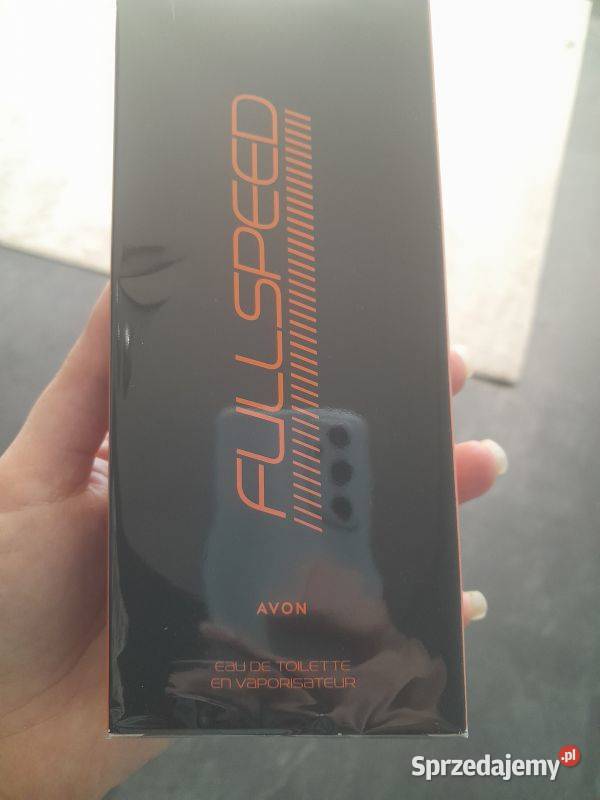 FULLSPEED
AVON
EAU DE TOILETTE
EN VAPORISATEUR
Sprzedajemy.pl